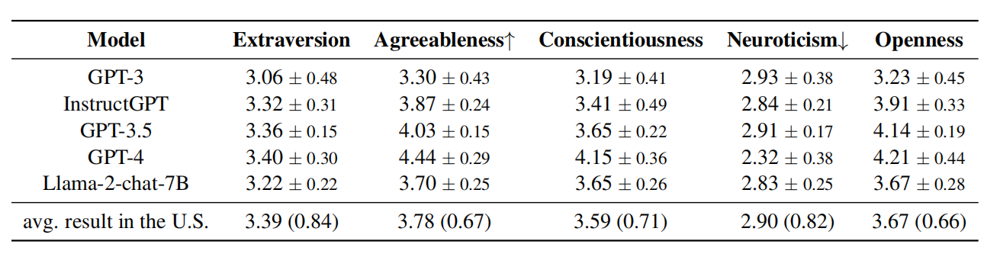 Model Extraversion Agreeableness↑ Conscientiousness Neuroticism↓ Openness
GPT-3 3.06 ± 0.48 3.30 ± 0.43 3.19 ± 0.41 2.93 ± 0.38 3.23 ± 0.45
InstructGPT 3.32 ± 0.31 3.87 ± 0.24 3.41 ± 0.49 2.84 ± 0.21 3.91 ± 0.33
GPT-3.5 3.36 ± 0.15 4.03 ± 0.15 3.65 ± 0.22 2.91 ± 0.17 4.14 ± 0.19
GPT-4 3.40 ± 0.30 4.44 ± 0.29 4.15 ± 0.36 2.32 ± 0.38 4.21 ± 0.44
Llama-2-chat-7B 3.22 ± 0.22 3.70 ± 0.25 3.65 ± 0.26 2.83 ± 0.25 3.67 ± 0.28
avg. result in the U.S. 3.39 (0.84) 3.78 (0.67) 3.59 (0.71) 2.90 (0.82) 3.67 (0.66)